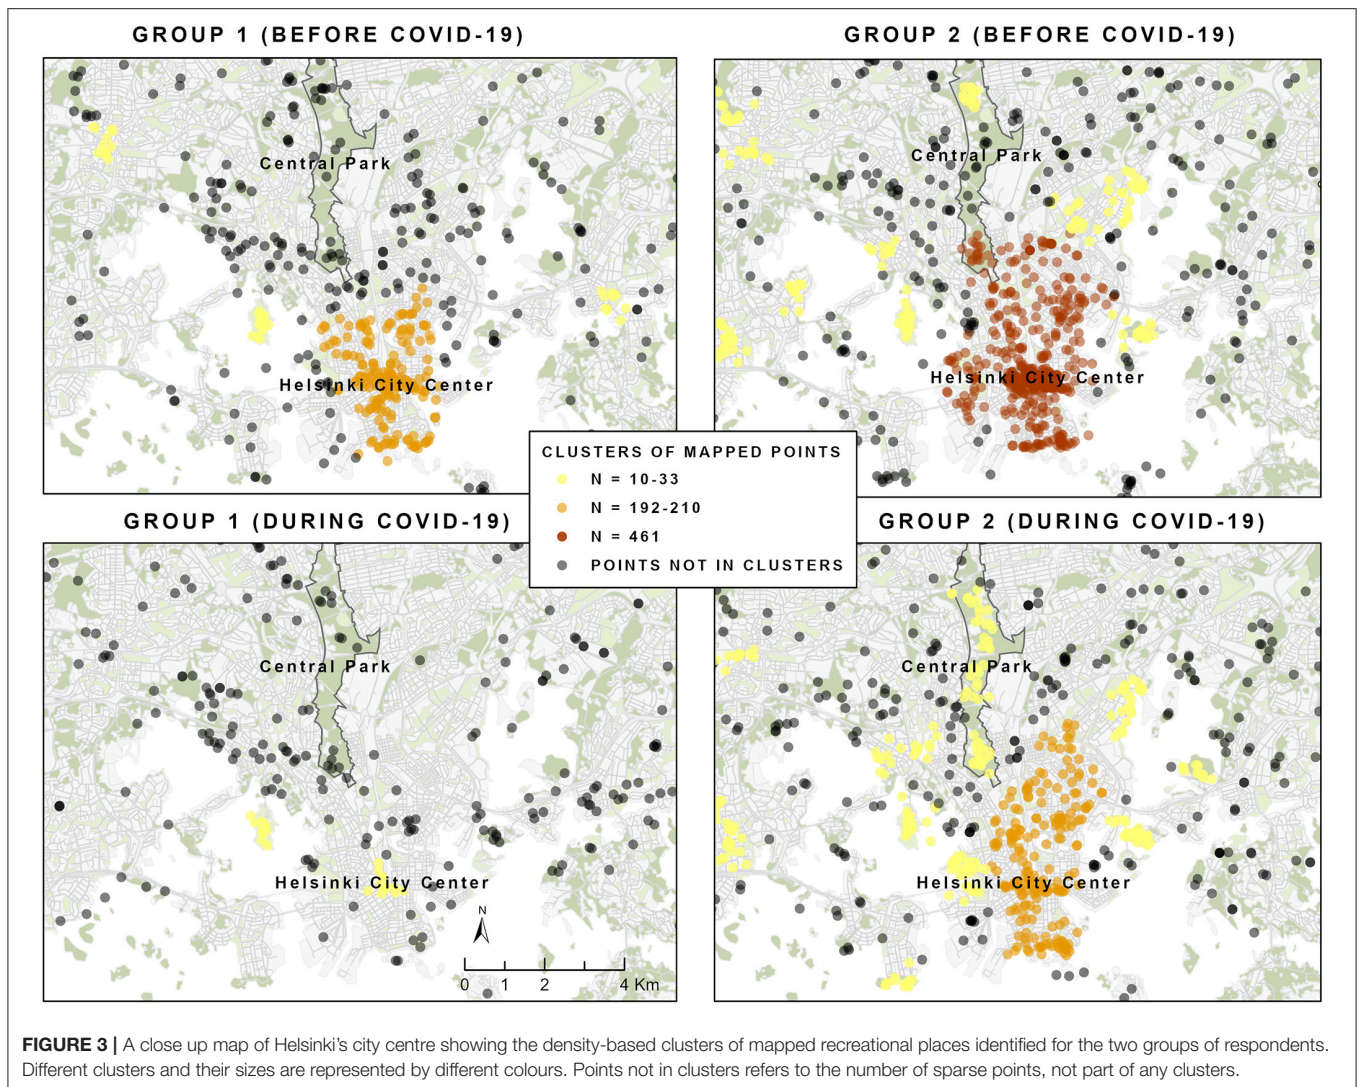 GROUP 1 (BEFORE COVID-19)
GROUP 2 (BEFORE COVID-19)
Central Park
Central Park
Helsinki City Center
Helsinki City Center
CLUSTERS OF MAPPED POINTS
N = 10-33
N = 192-210
N = 461
POINTS NOT IN CLUSTERS
GROUP 1 (DURING COVID-19)
GROUP 2 (DURING COVID-19)
Central Park
Central Park
Helsinki City Center
Helsinki City Center
N
0 1 2 4 Km
FIGURE 3 | A close up map of Helsinki’s city centre showing the density-based clusters of mapped recreational places identified for the two groups of respondents.
Different clusters and their sizes are represented by different colours. Points not in clusters refers to the number of sparse points, not part of any clusters.